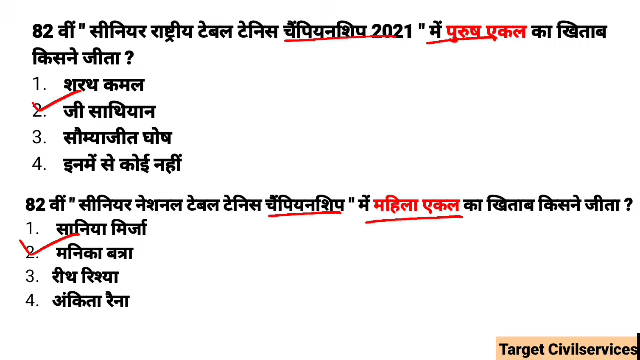 82 वीं " सीनियर राष्ट्रीय टेबल टेनिस चैंपियनशिप 2021 " में पुरुष एकल का खिताब
किसने जीता ?
1. शरथ कमल
2. जी साथियान
3. सौम्याजीत घोष
4. इनमें से कोई नहीं
82 वीं " सीनियर नेशनल टेबल टेनिस चैंपियनशिप " में महिला एकल का खिताब किसने जीता ?
1. सानिया मिर्जा
2. मनिका बत्रा
3. रीथ रिश्या
4. अंकिता रैना
Target Civilservices